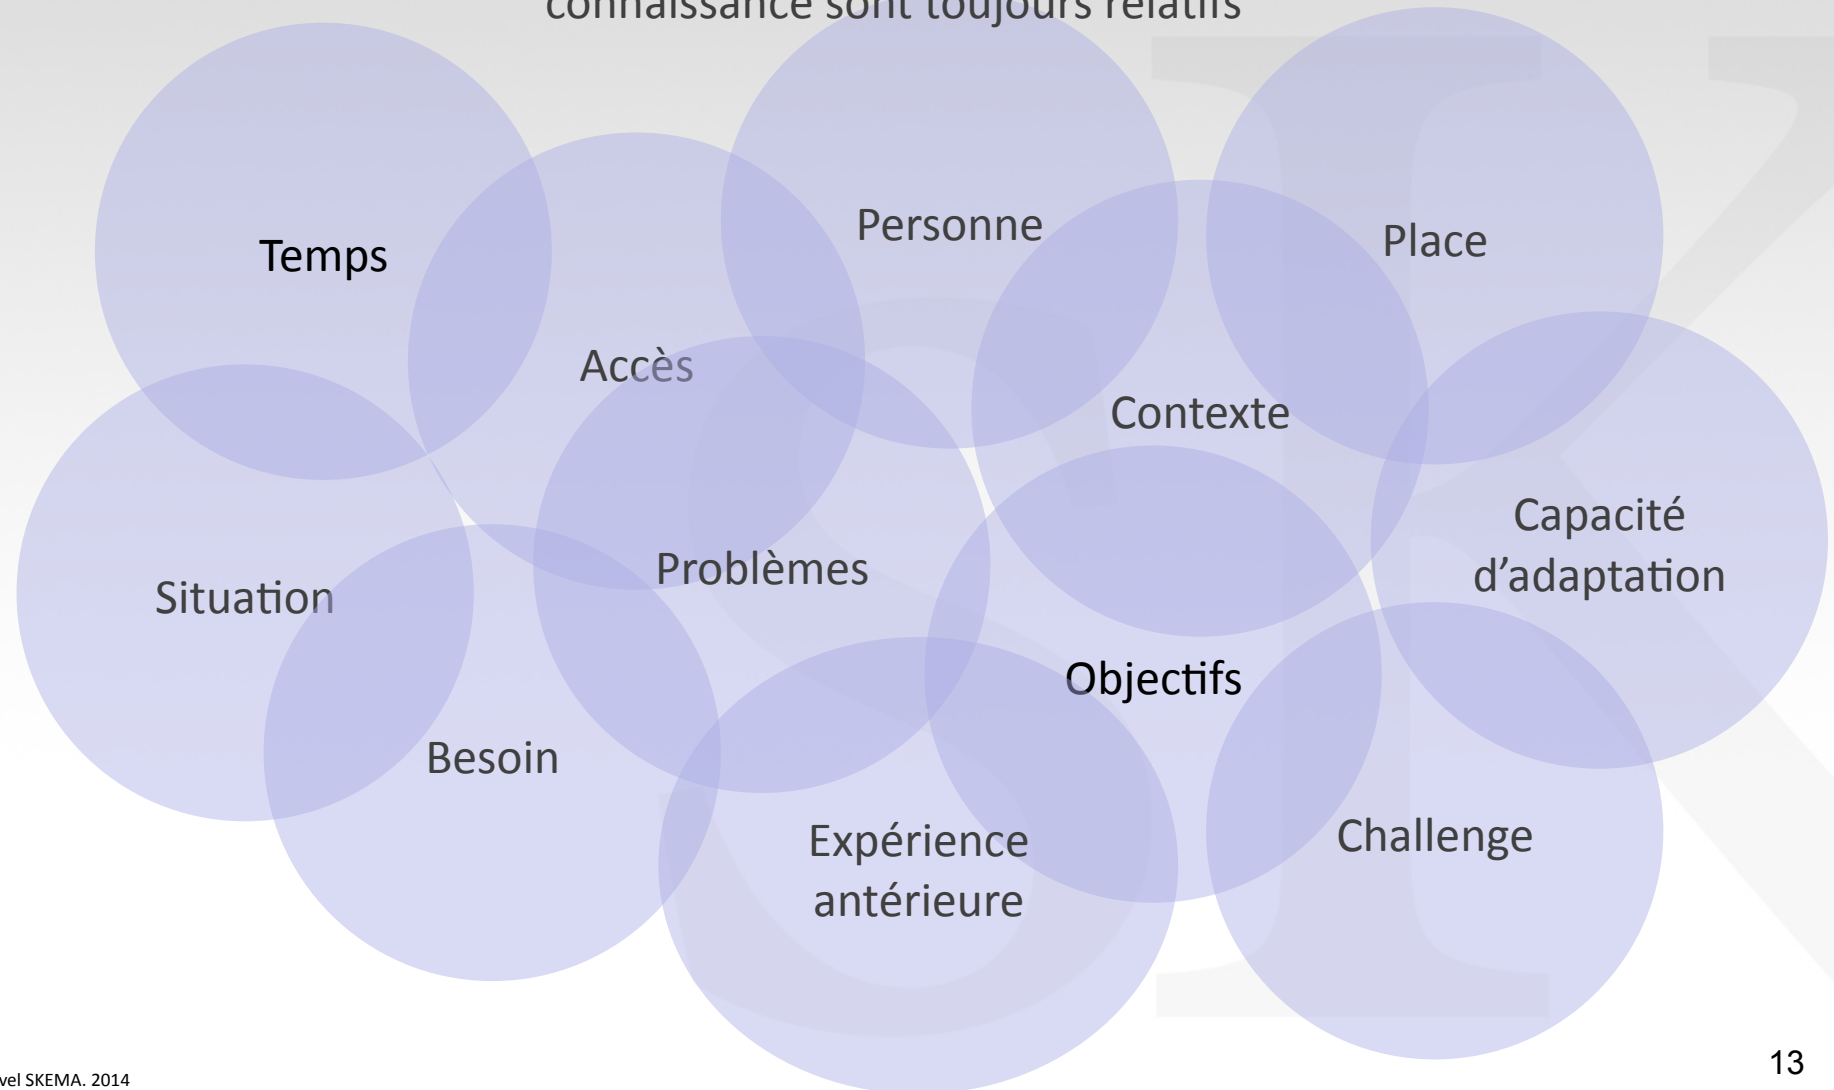 connaissance sont toujours relatifs
Temps
Personne
Place
Accès
Contexte
Capacité
d’adaptation
Situation
Problèmes
Objectifs
Besoin
Expérience
antérieure
Challenge
SKEMA. 2014
13